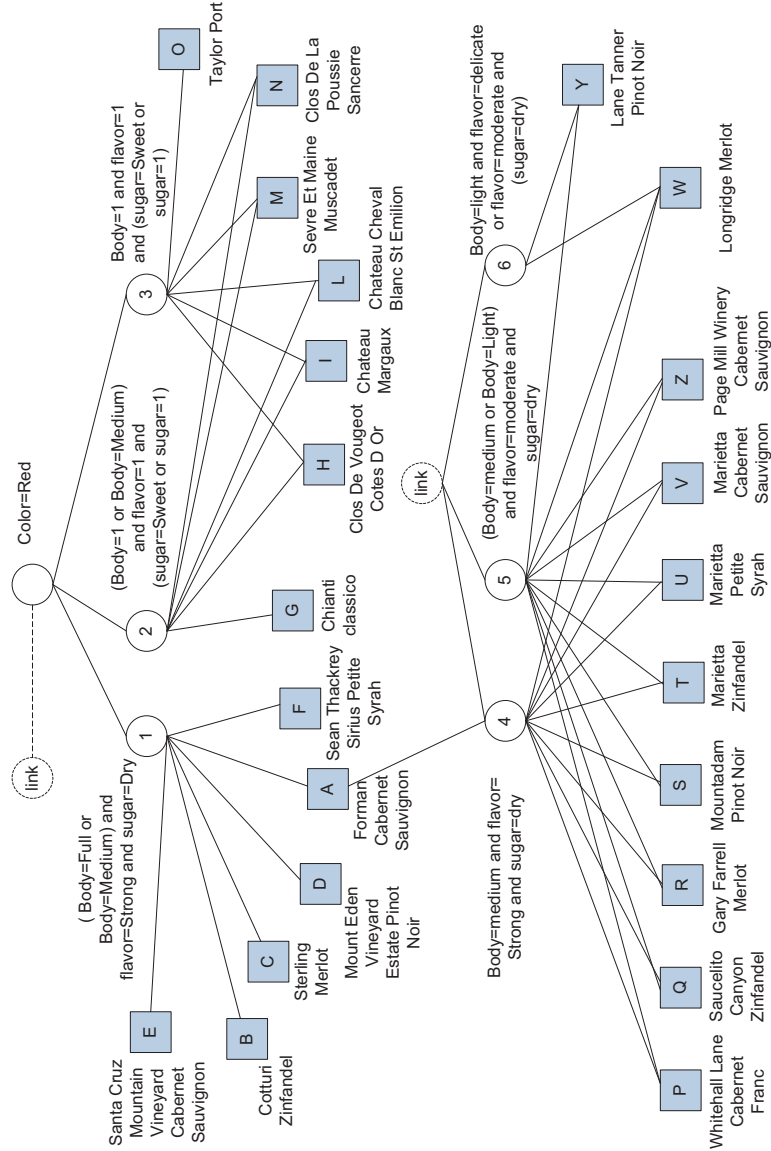 link
Color=Red
( Body=Full or
Body=Medium) and
flavor=Strong and sugar=Dry
1
(Body=1 or Body=Medium)
and flavor=1 and
(sugar=Sweet or sugar=1)
2
Body=1 and flavor=1
and (sugar=Sweet or
sugar=1)
3
E
Santa Cruz
Mountain
Vineyard
Cabernet
Sauvignon
B
Cotturi
Zinfandel
C
Sterling
Merlot
D
Mount Eden
Vineyard
Estate Pinot
Noir
A
Forman
Cabernet
Sauvignon
F
Sean Thackrey
Sirius Petite
Syrah
G
Chianti
classico
H
Clos De Vougeot
Cotes D Or
I
Chateau
Margaux
L
Chateau Cheval
Blanc St Emilion
M
Sevre Et Maine
Muscadet
N
Clos De La
Poussie
Sancerre
O
Taylor Port
link
Body=medium and flavor=
Strong and sugar=dry
4
5
(Body=medium or Body=Light)
and flavor=moderate and
sugar=dry
6
Body=light and flavor=delicate
or flavor=moderate and
(sugar=dry)
Y
Lane Tanner
Pinot Noir
P
Whitehall Lane
Cabernet
Franc
Q
Saucelito
Canyon
Zinfandel
R
Gary Farrell
Merlot
S
Mountadam
Pinot Noir
T
Marietta
Zinfandel
U
Marietta
Petite
Syrah
V
Marietta
Cabernet
Sauvignon
Z
Page Mill Winery
Cabernet
Sauvignon
W
Longridge Merlot